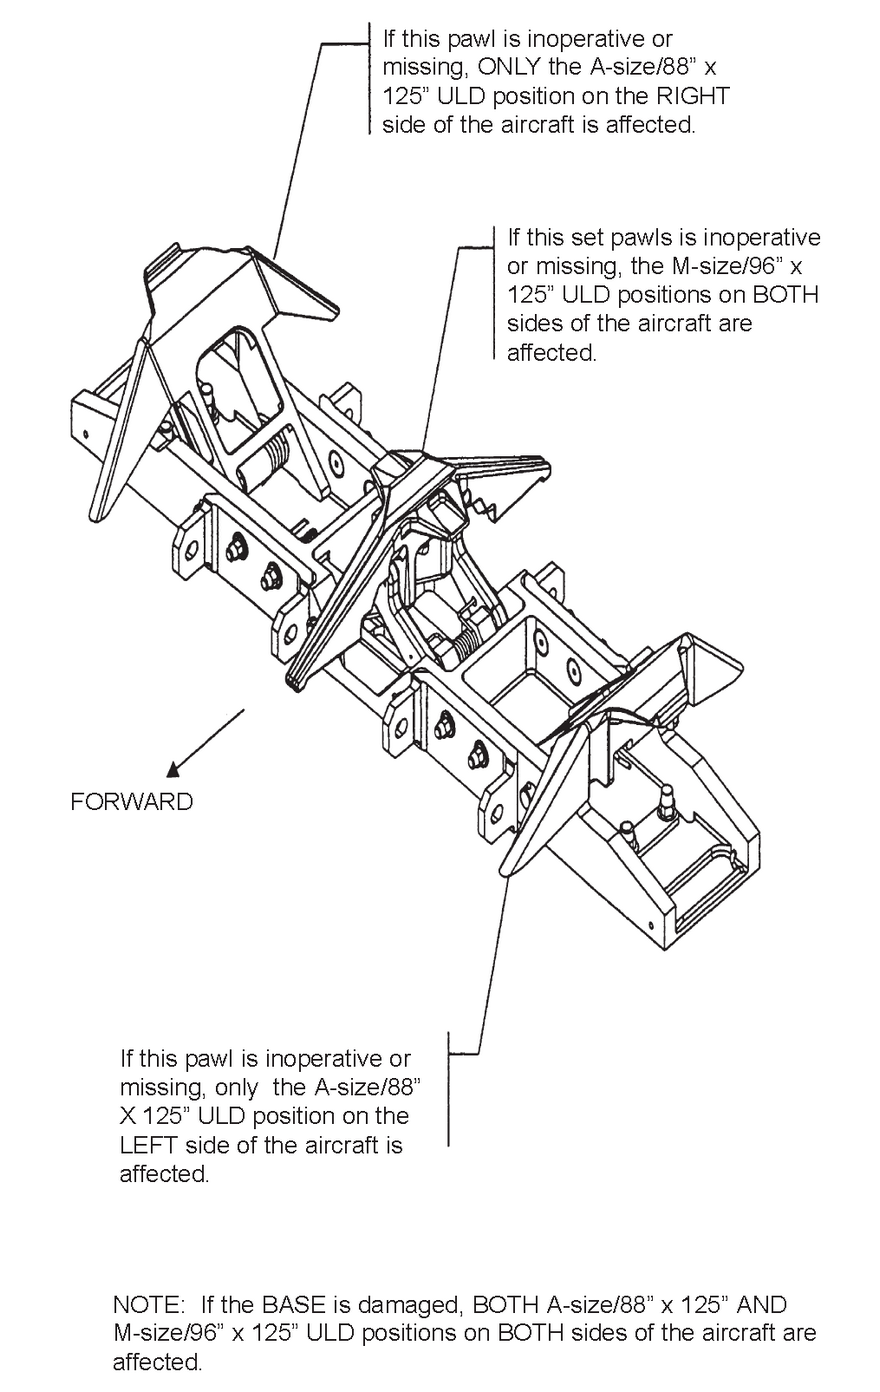 If this pawl is inoperative or
missing, ONLY the A-size/88” x
125” ULD position on the RIGHT
side of the aircraft is affected.
If this set pawls is inoperative
or missing, the M-size/96” x
125” ULD positions on BOTH
sides of the aircraft are
affected.
FORWARD
If this pawl is inoperative or
missing, only the A-size/88”
X 125” ULD position on the
LEFT side of the aircraft is
affected.
NOTE: If the BASE is damaged, BOTH A-size/88” x 125” AND
M-size/96” x 125” ULD positions on BOTH sides of the aircraft are
affected.